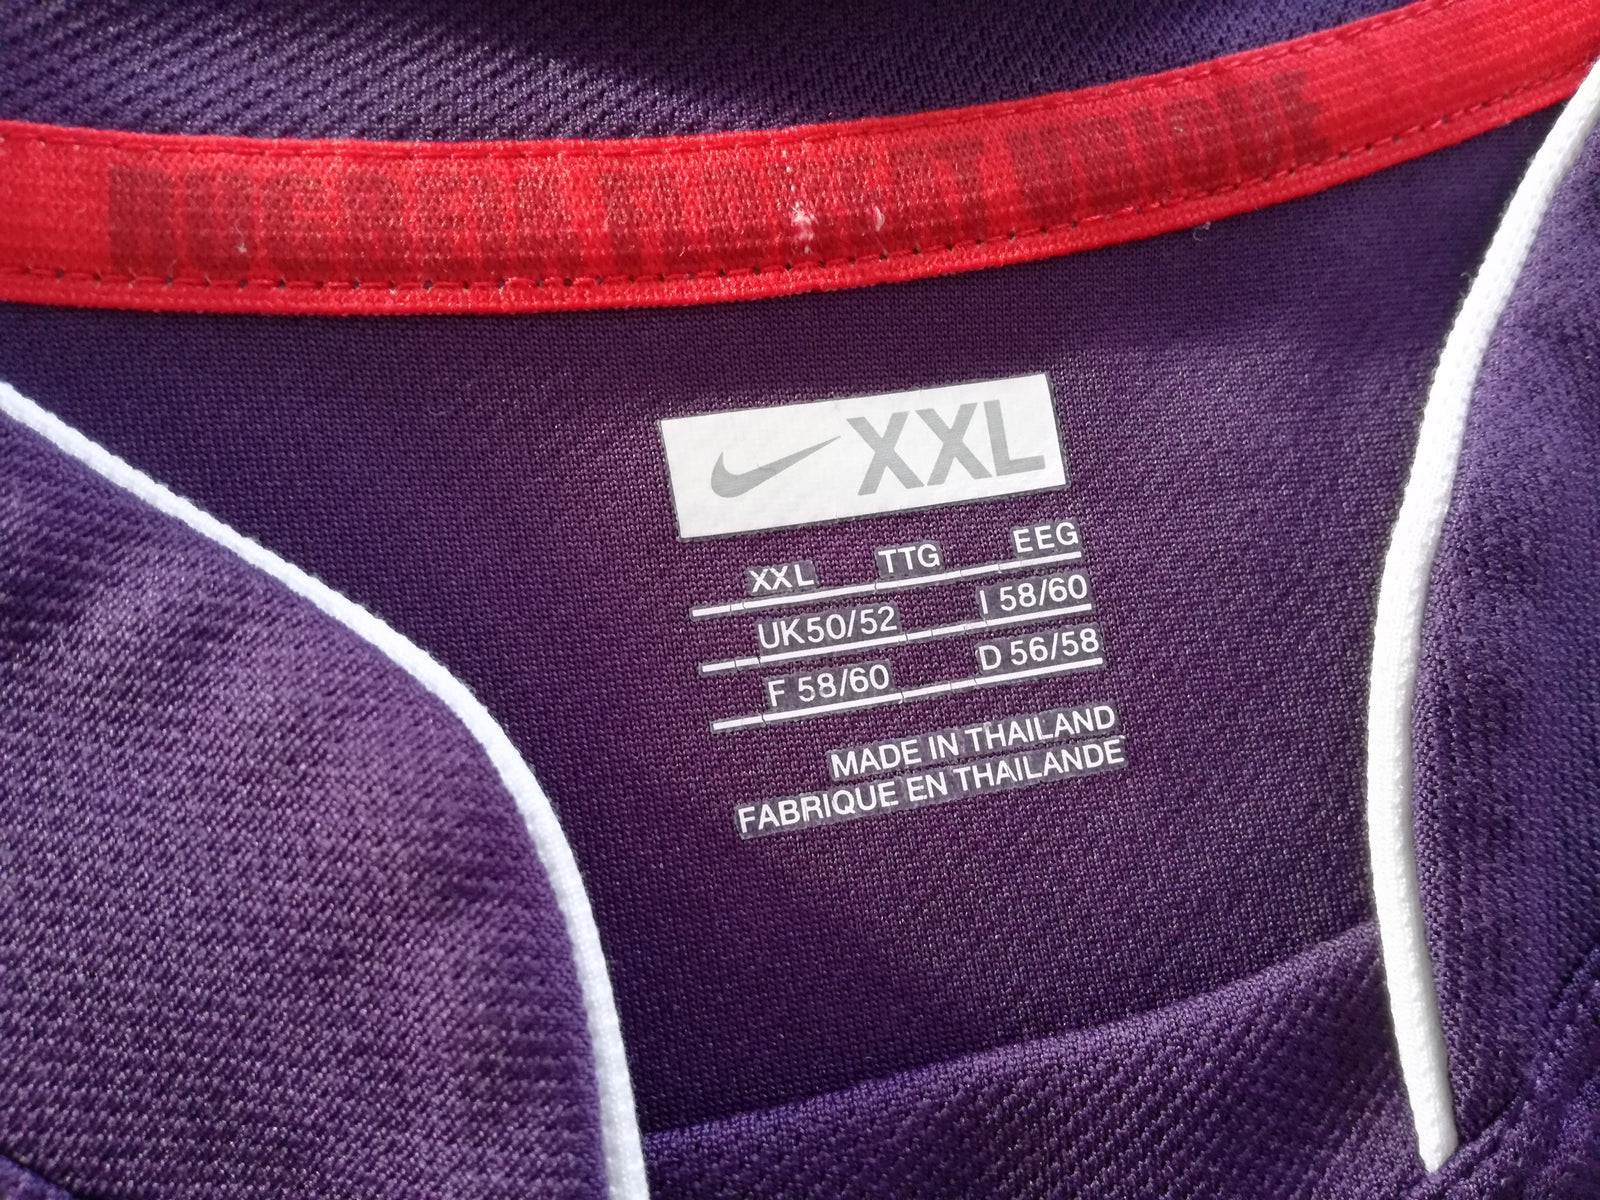 XXL
XXL TTG EEG
UK50/52 I 58/60
F 58/60 D 56/58
MADE IN THAILAND
FABRIQUE EN THAILANDE